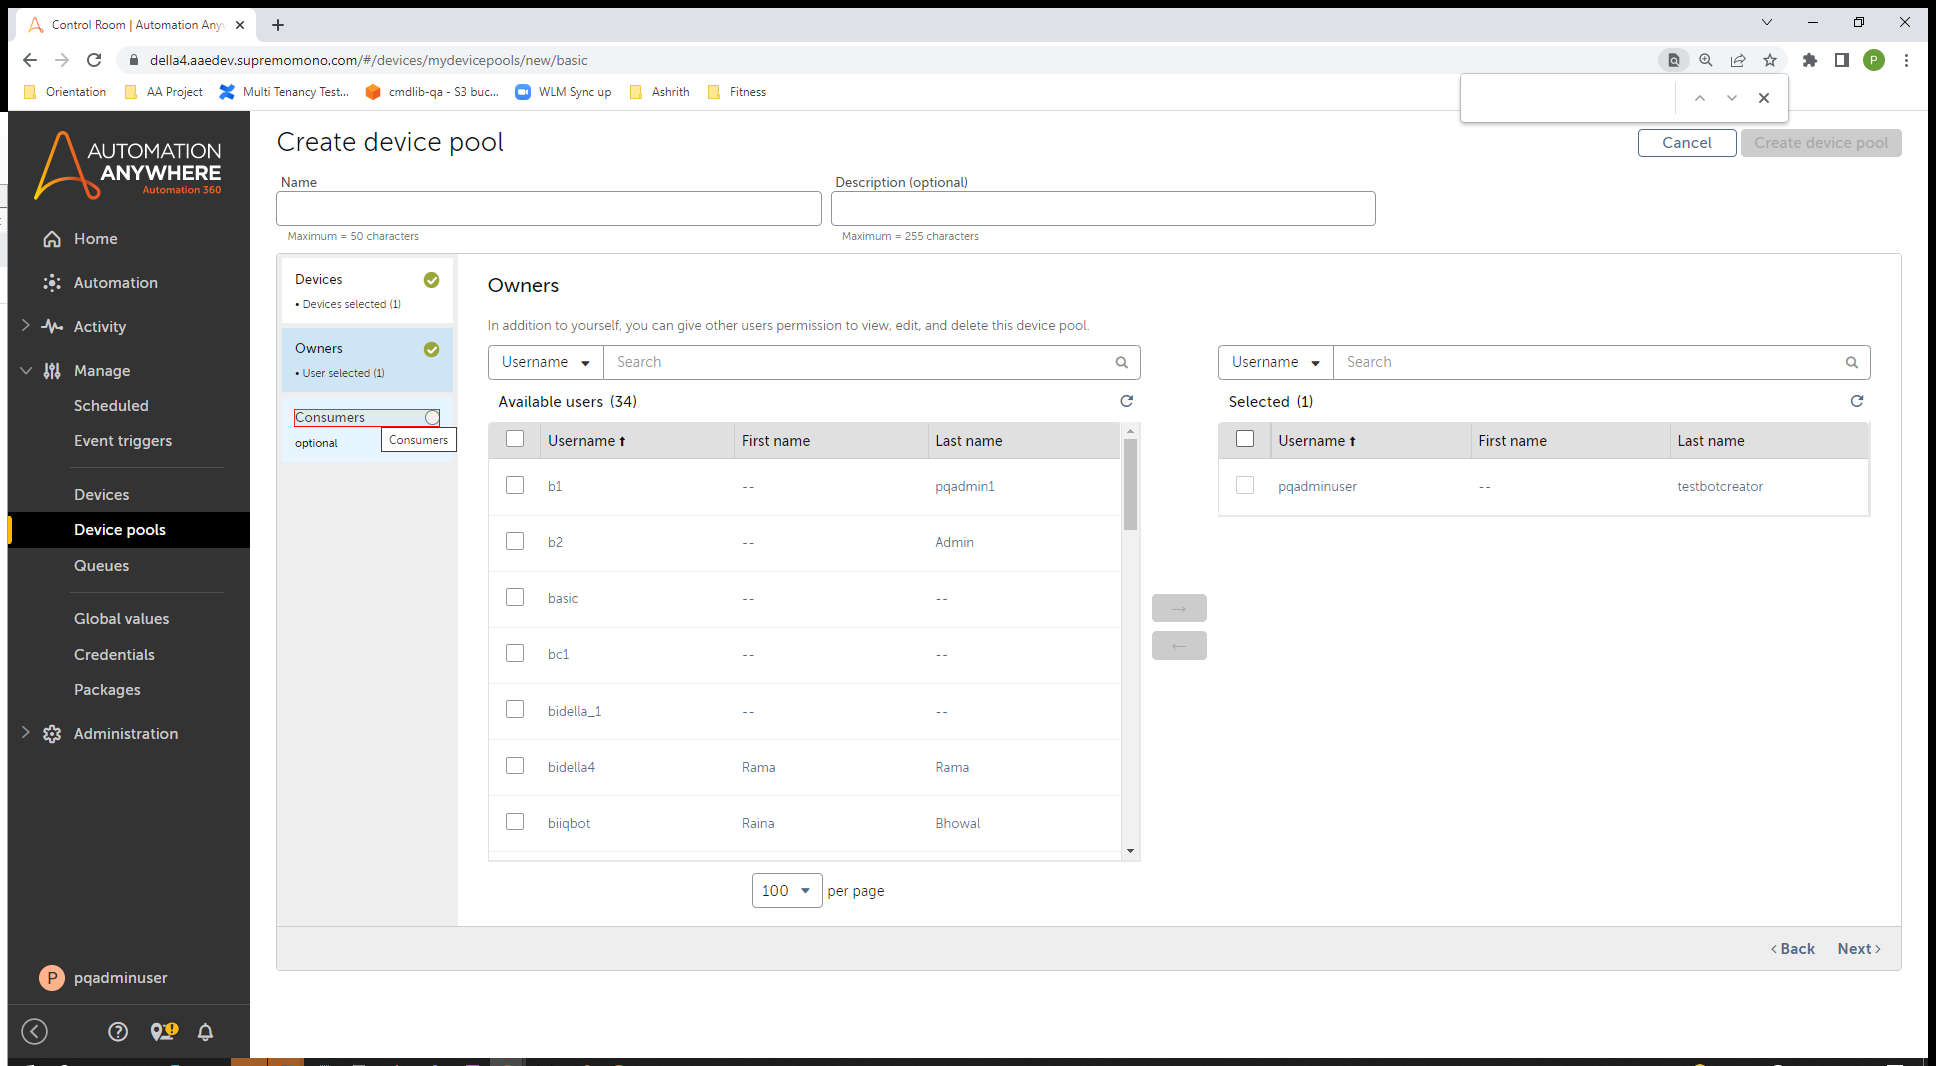 Control Room | Automation Any
della4.aaedev.supremomono.com/#/devices/mydevicepools/new/basic
P
Orientation
AA Project
Multi Tenancy Test...
cmdlib-qa - S3 buc...
WLM Sync up
Ashrith
Fitness
AUTOMATION
ANYWHERE
Automation 360
Home
Automation
Activity
Manage
Scheduled
Event triggers
Devices
Device pools
Queues
Global values
Credentials
Packages
Administration
P pqadminuser
Create device pool
Cancel
Create device pool
Name
Description (optional)
Maximum = 50 characters
Maximum = 255 characters
Devices
• Devices selected (1)
Owners
• User selected (1)
Consumers
optional
Consumers
Owners
In addition to yourself, you can give other users permission to view, edit, and delete this device pool.
Username
Search
Available users (34)
Username First name Last name
b1 -- pqadmin1
b2 -- Admin
basic -- --
bc1 -- --
bidella_1 -- --
bidella4 Rama Rama
biiqbot Raina Bhowal
100 per page
Username
Search
Selected (1)
Username First name Last name
pqadminuser -- testbotcreator
Back
Next